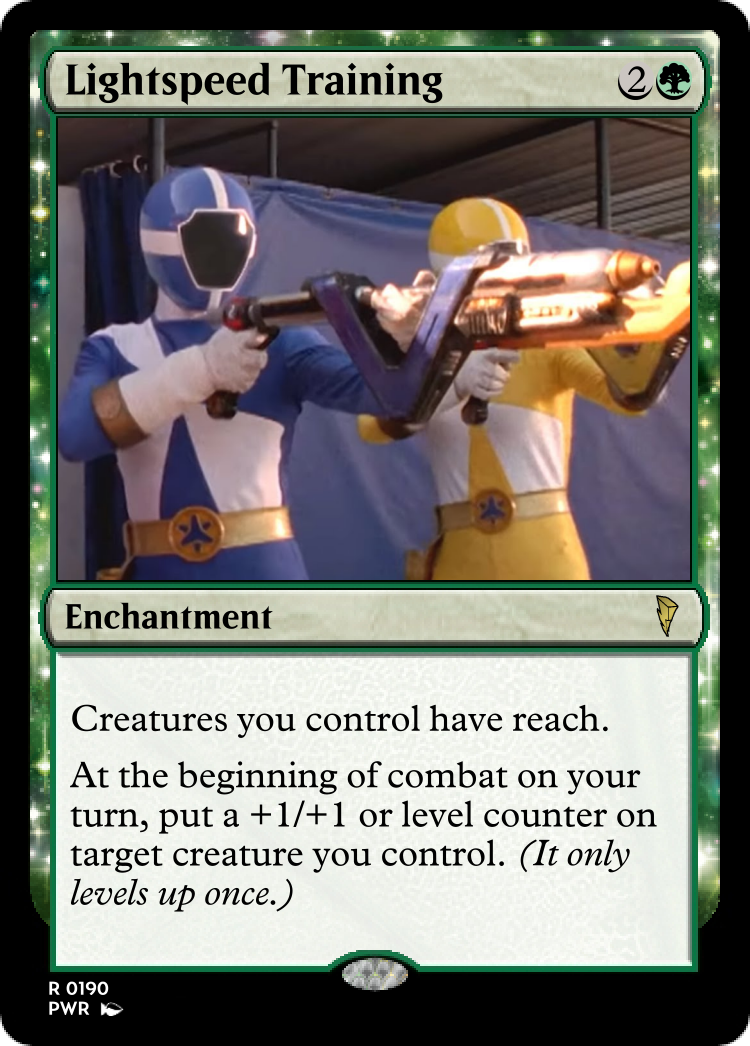 Lightspeed Training 2
Enchantment
Creatures you control have reach.
At the beginning of combat on your
turn, put a +1/+1 or level counter on
target creature you control. (It only
levels up once.)
R 0190
PWR